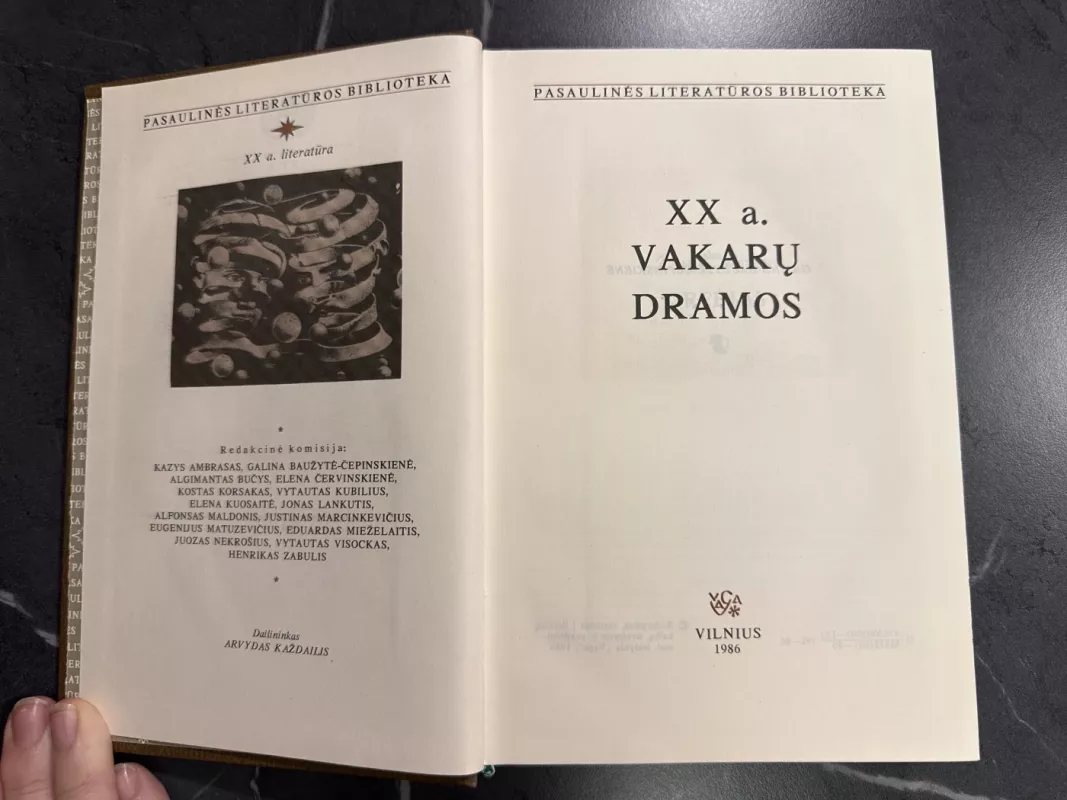 PASAULINĖS LITERATŪROS BIBLIOTEKA
XX a. literatūra
*
Redakcinė komisija:
KAZYS AMBRASAS, GALINA BAUŽYTĖ-ČEPINSKIENĖ,
ALGIMANTAS BUČYS, ELENA ČERVINSKIENĖ,
KOSTAS KORSAKAS, VYTAUTAS KUBILIUS,
ELENA KUOSAITĖ, JONAS LANKUTIS,
ALFONSAS MALDONIS, JUSTINAS MARCINKEVIČIUS,
EUGENIJUS MATUZEVIČIUS, EDUARDAS MIEŽELAITIS,
JUOZAS NEKROŠIUS, VYTAUTAS VISOCKAS,
HENRIKAS ZABULIS
*
Dailininkas
ARVYDAS KAŽDAILIS
PASAULINĖS LITERATŪROS BIBLIOTEKA
XX a.
VAKARŲ
DRAMOS
VAGA
VILNIUS
1986